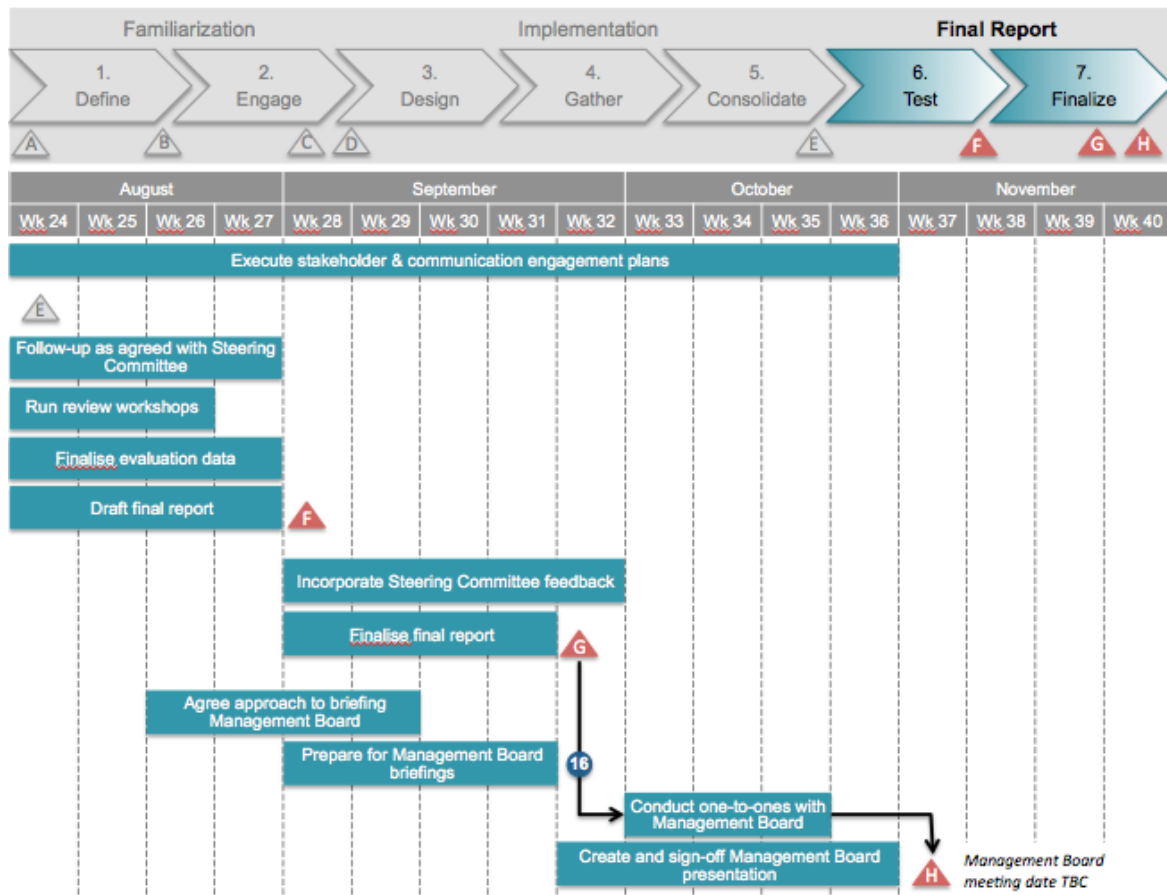 Familiarization Implementation Final Report
1. 2. 3. 4. 5. 6. 7.
Define Engage Design Gather Consolidate Test Finalize
A B C D E F G H
August September October November
Wk 24 Wk 25 Wk 26 Wk 27 Wk 28 Wk 29 Wk 30 Wk 31 Wk 32 Wk 33 Wk 34 Wk 35 Wk 36 Wk 37 Wk 38 Wk 39 Wk 40
Execute stakeholder & communication engagement plans
E
Follow-up as agreed with Steering
Committee
Run review workshops
Finalise evaluation data
Draft final report
F
Incorporate Steering Committee feedback
Finalise final report
G
Agree approach to briefing
Management Board
Prepare for Management Board
briefings
16
Conduct one-to-ones with
Management Board
Create and sign-off Management Board
presentation
H
Management Board
meeting date TBC